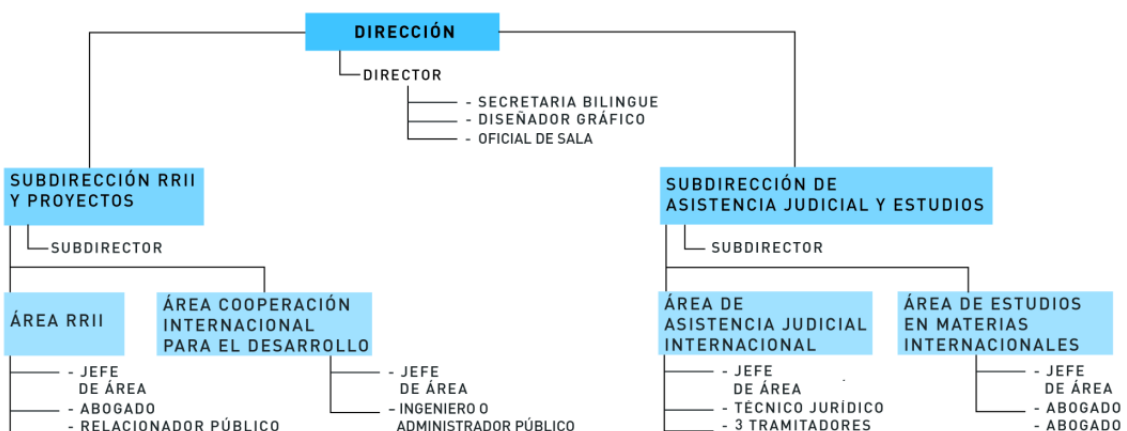 DIRECCIÓN
DIRECTOR
- SECRETARIA BILINGUE
- DISEÑADOR GRÁFICO
- OFICIAL DE SALA
SUBDIRECCIÓN RRII
Y PROYECTOS
SUBDIRECTOR
ÁREA RRII
- JEFE
DE ÁREA
- ABOGADO
- RELACIONADOR PÚBLICO
ÁREA COOPERACIÓN
INTERNACIONAL
PARA EL DESARROLLO
- JEFE
DE ÁREA
- INGENIERO O
ADMINISTRADOR PÚBLICO
SUBDIRECCIÓN DE
ASISTENCIA JUDICIAL Y ESTUDIOS
SUBDIRECTOR
ÁREA DE
ASISTENCIA JUDICIAL
INTERNACIONAL
- JEFE
DE ÁREA
- TÉCNICO JURÍDICO
- 3 TRAMITADORES
ÁREA DE ESTUDIOS
EN MATERIAS
INTERNACIONALES
- JEFE
DE ÁREA
- ABOGADO
- ABOGADO